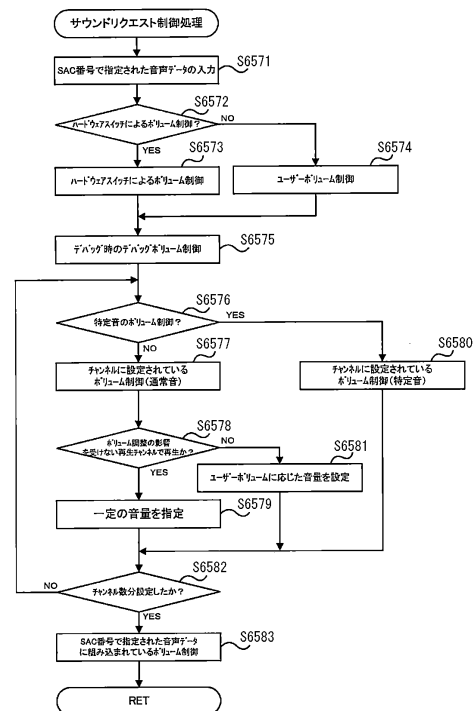 サウンドリクエスト制御処理
S6571
SAC番号で指定された音声データの入力
S6572
ハードウェアスイッチによるボリューム制御？
NO
YES
S6573
ハードウェアスイッチによるボリューム制御
S6574
ユーザーボリューム制御
S6575
デバッグ時のデバッグボリューム制御
S6576
特定音のボリューム制御？
YES
NO
S6577
チャンネルに設定されている
ボリューム制御(通常音)
S6580
チャンネルに設定されている
ボリューム制御(特定音)
S6578
ボリューム調整の影響
を受けない再生チャンネルで再生か？
NO
YES
S6581
ユーザーボリュームに応じた音量を設定
S6579
一定の音量を指定
S6582
チャンネル数分設定したか？
NO
YES
S6583
SAC番号で指定された音声データ
に組み込まれているボリューム制御
RET